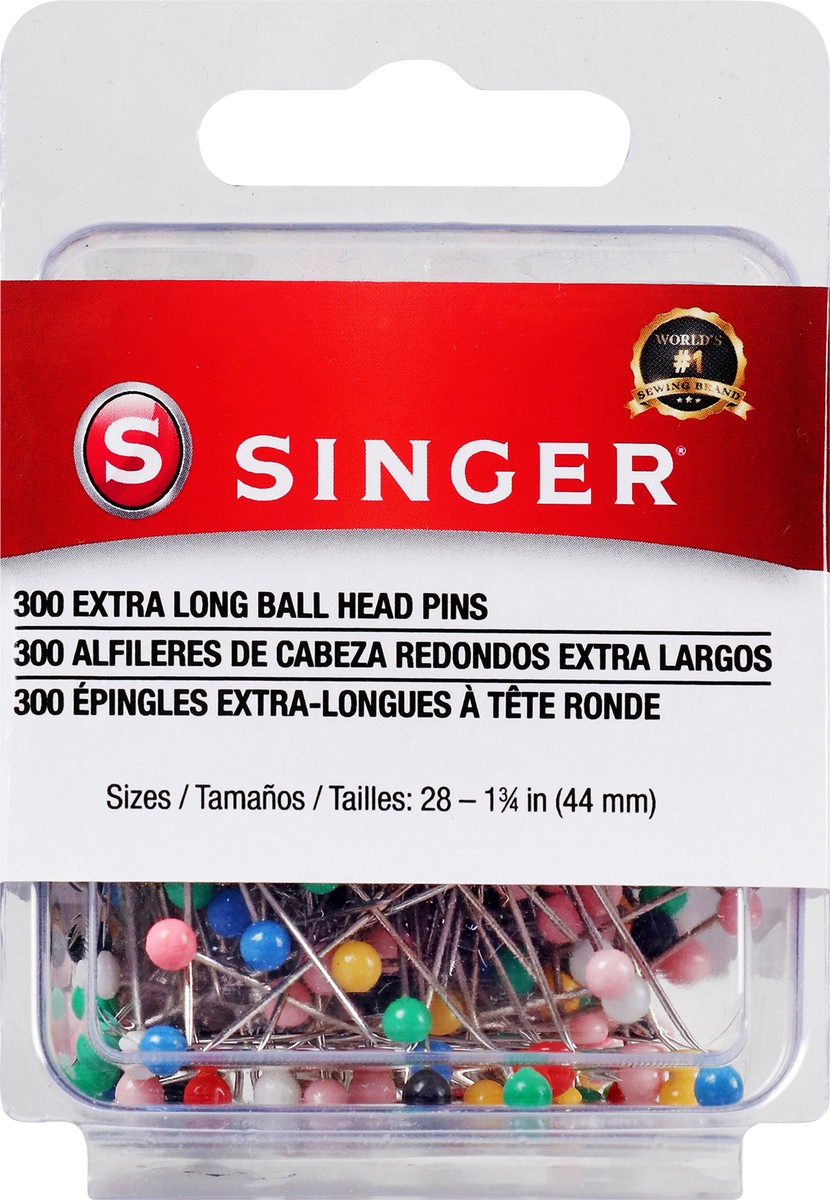 WORLD'S
#1
SEWING BRAND
S SINGER®
300 EXTRA LONG BALL HEAD PINS
300 ALFILERES DE CABEZA REDONDOS EXTRA LARGOS
300 ÉPINGLES EXTRA-LONGUES À TÊTE RONDE
Sizes / Tamaños / Tailles: 28 – 1¾ in (44 mm)